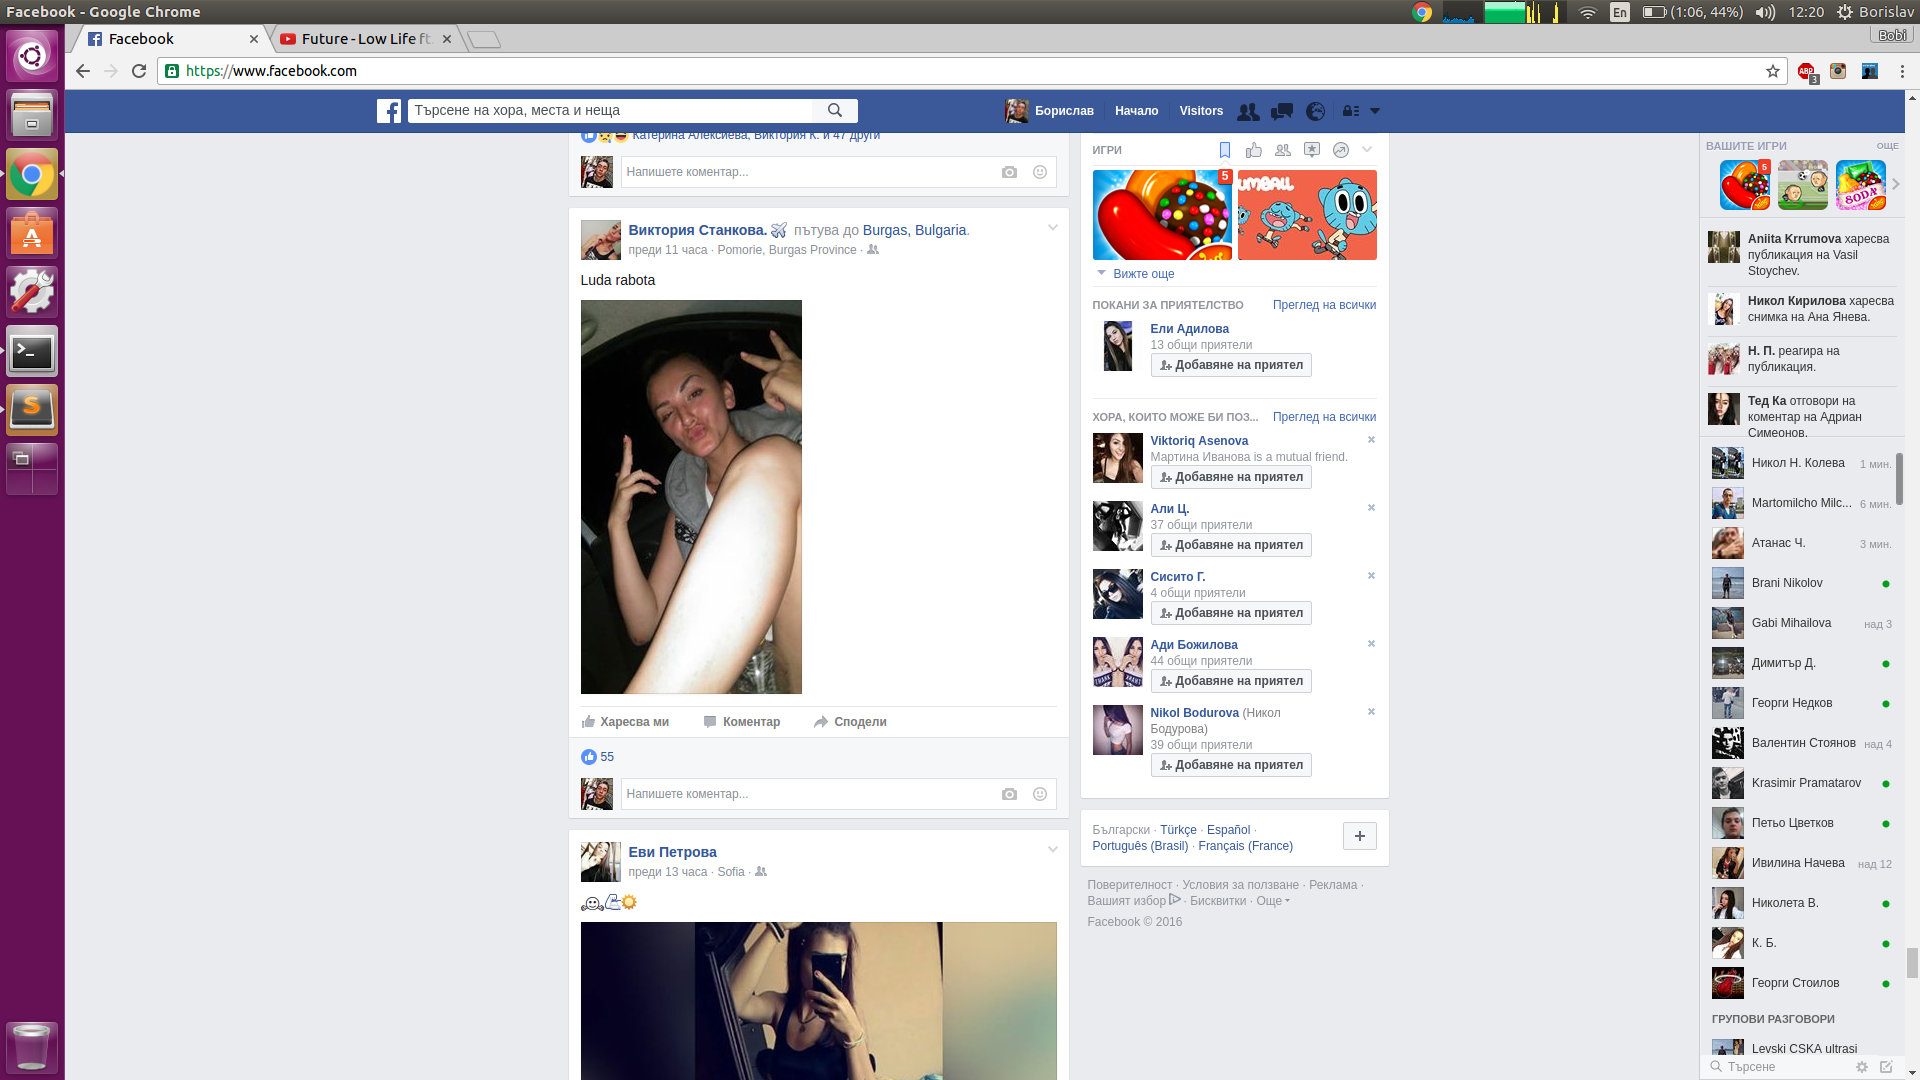 Facebook - Google Chrome
En
(1:06, 44%)
12:20
Borislav
Facebook
Future - Low Life ft.
Bobi
https://www.facebook.com
ABP
3
Търсене на хора, места и неща
Борислав
Начало
Visitors
Катерина Алексиева, Виктория К. и 47 други
Напишете коментар...
Виктория Станкова. пътува до Burgas, Bulgaria.
преди 11 часа · Pomorie, Burgas Province ·
Luda rabota
Харесва ми
Коментар
Сподели
55
Напишете коментар...
Еви Петрова
преди 13 часа · Sofia ·
ИГРИ
5
UMBALL
Вижте още
ПОКАНИ ЗА ПРИЯТЕЛСТВО
Преглед на всички
Ели Адилова
13 общи приятели
Добавяне на приятел
ХОРА, КОИТО МОЖЕ БИ ПОЗ...
Преглед на всички
Viktoriq Asenova
Мартина Иванова is a mutual friend.
Добавяне на приятел
Али Ц.
37 общи приятели
Добавяне на приятел
Сисито Г.
4 общи приятели
Добавяне на приятел
Ади Божилова
44 общи приятели
Добавяне на приятел
Nikol Bodurova (Никол
Бодурова)
39 общи приятели
Добавяне на приятел
Български · Türkçe · Español ·
Português (Brasil) · Français (France)
Поверителност · Условия за ползване · Реклама ·
Вашият избор · Бисквитки · Още
Facebook © 2016
ВАШИТЕ ИГРИ
ОЩЕ
5
SODA
Aniita Krrumova харесва
публикация на Vasil
Stoychev.
Никол Кирилова харесва
снимка на Ана Янева.
Н. П. реагира на
публикация.
Тед Ка отговори на
коментар на Адриан
Симеонов.
Никол Н. Колева
1 мин.
Martomilcho Milc...
6 мин.
Атанас Ч.
3 мин.
Brani Nikolov
Gabi Mihailova
над 3
Димитър Д.
Георги Недков
Валентин Стоянов
над 4
Krasimir Pramatarov
Петьо Цветков
Ивилина Начева
над 12
Николета В.
К. Б.
Георги Стоилов
ГРУПОВИ РАЗГОВОРИ
Levski CSKA ultrasi
Търсене